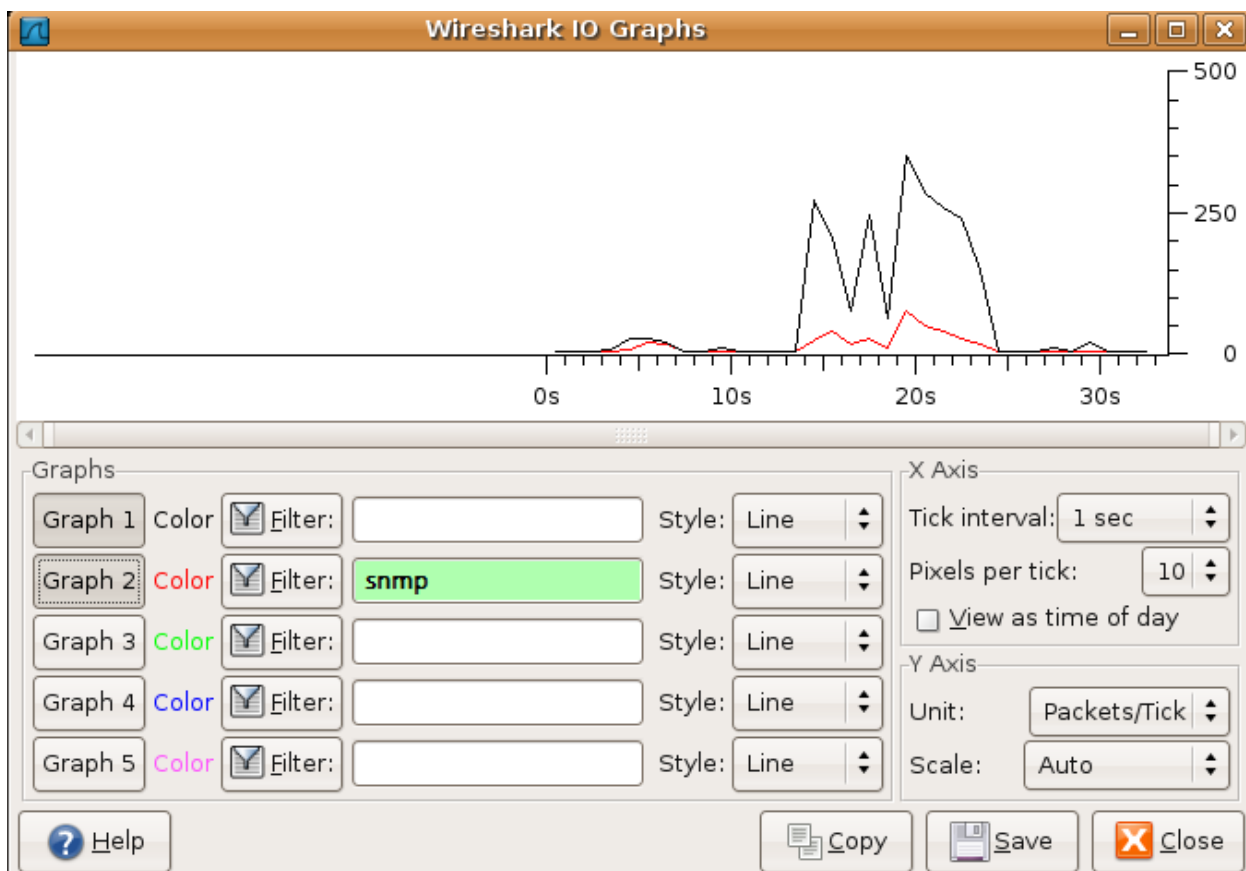 Wireshark IO Graphs
500
250
0
0s 10s 20s 30s
Graphs
Graph 1 Color Filter: Style: Line
Graph 2 Color Filter: snmp Style: Line
Graph 3 Color Filter: Style: Line
Graph 4 Color Filter: Style: Line
Graph 5 Color Filter: Style: Line
X Axis
Tick interval: 1 sec
Pixels per tick: 10
View as time of day
Y Axis
Unit: Packets/Tick
Scale: Auto
Help Copy Save Close